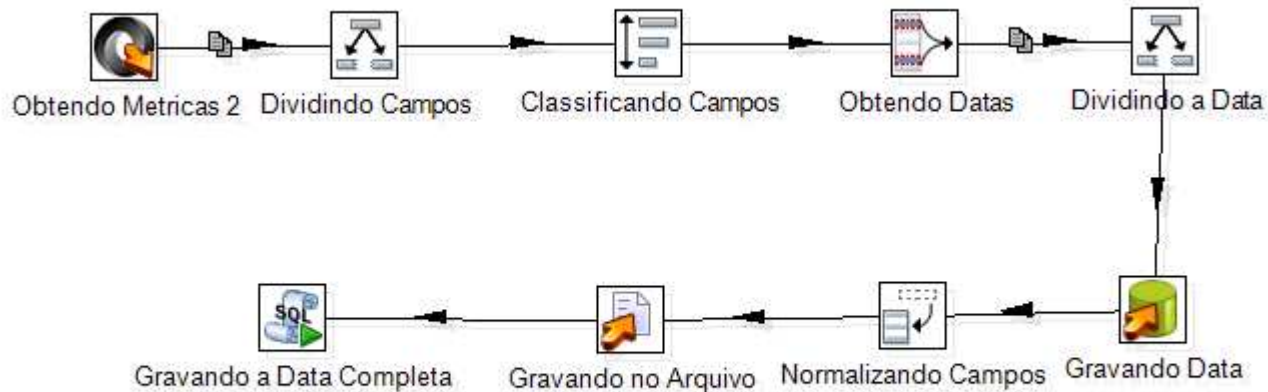 Obtendo Metricas 2
Dividindo Campos
Classificando Campos
Obtendo Datas
Dividindo a Data
SQL
Gravando a Data Completa
Gravando no Arquivo
Normalizando Campos
Gravando Data